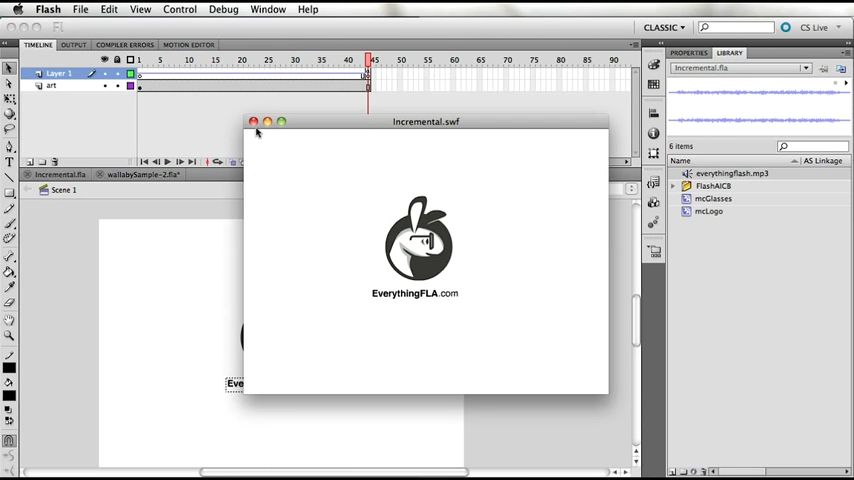 Flash File Edit View Control Debug Window Help
Fl CLASSIC CS Live
TIMELINE OUTPUT COMPILER ERRORS MOTION EDITOR
PROPERTIES LIBRARY
1 5 10 15 20 25 30 35 40 45 50 55 60 65 70 75 80 85 90
Incremental.fla
Layer 1
art
Incremental.swf
6 items
Name AS Linkage
everythingflash.mp3
FlashAICB
mcGlasses
mcLogo
Incremental.fla wallabySample-2.fla*
Scene 1
EverythingFLA.com
Eve